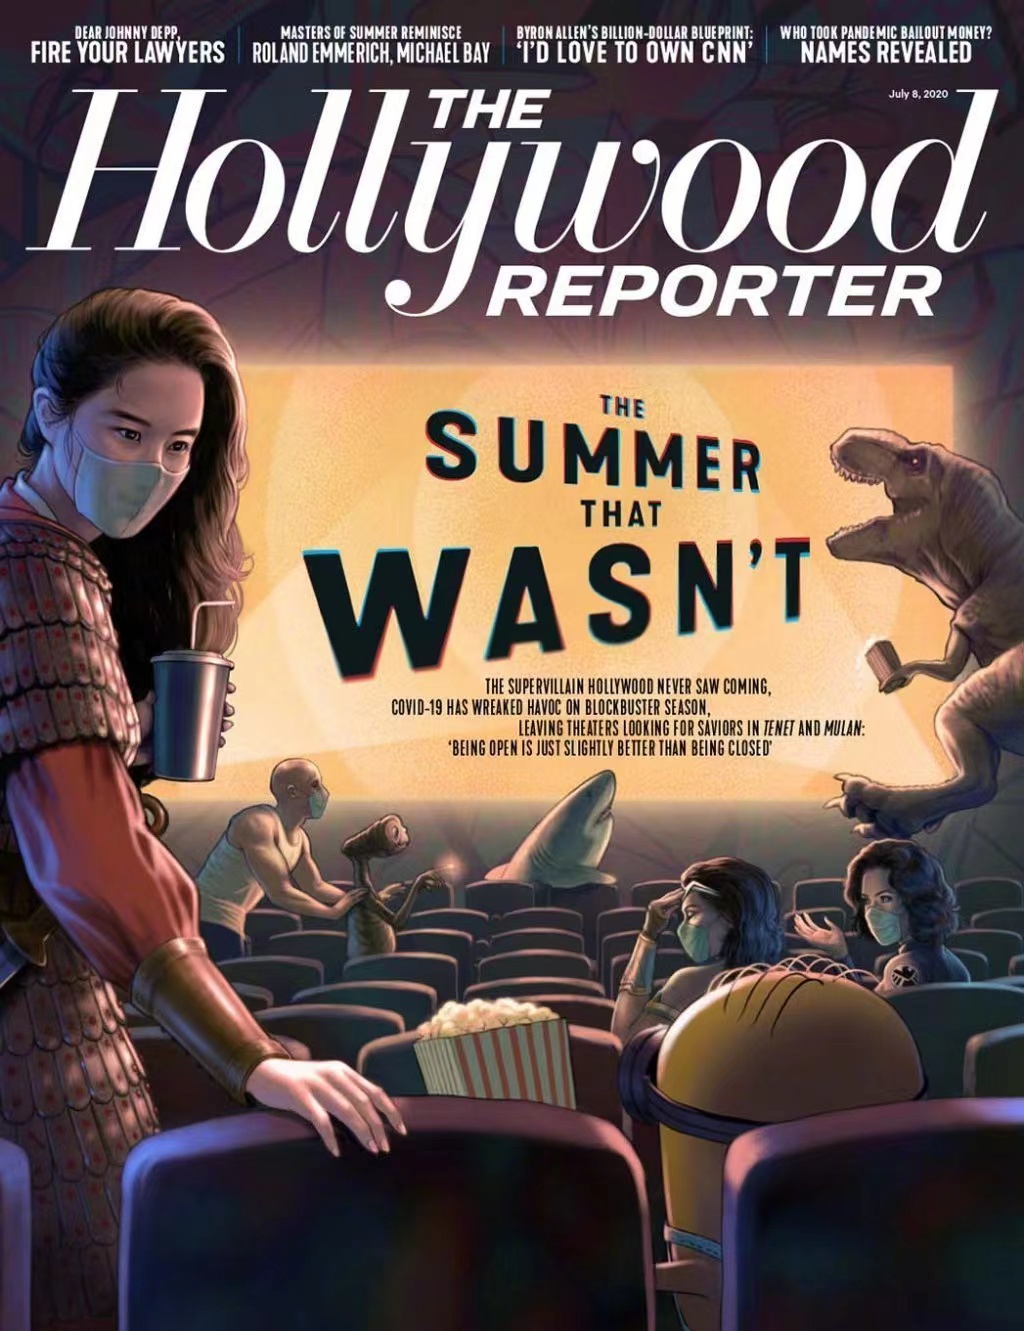 DEAR JOHNNY DEPP,
FIRE YOUR LAWYERS
MASTERS OF SUMMER REMINISCE
ROLAND EMMERICH, MICHAEL BAY
BYRON ALLEN'S BILLION-DOLLAR BLUEPRINT:
'I'D LOVE TO OWN CNN'
WHO TOOK PANDEMIC BAILOUT MONEY?
NAMES REVEALED
July 8, 2020
THE
Hollywood
REPORTER
THE
SUMMER
THAT
WASN'T
THE SUPERVILLAIN HOLLYWOOD NEVER SAW COMING,
COVID-19 HAS WREAKED HAVOC ON BLOCKBUSTER SEASON,
LEAVING THEATERS LOOKING FOR SAVIORS IN TENET AND MULAN:
'BEING OPEN IS JUST SLIGHTLY BETTER THAN BEING CLOSED'